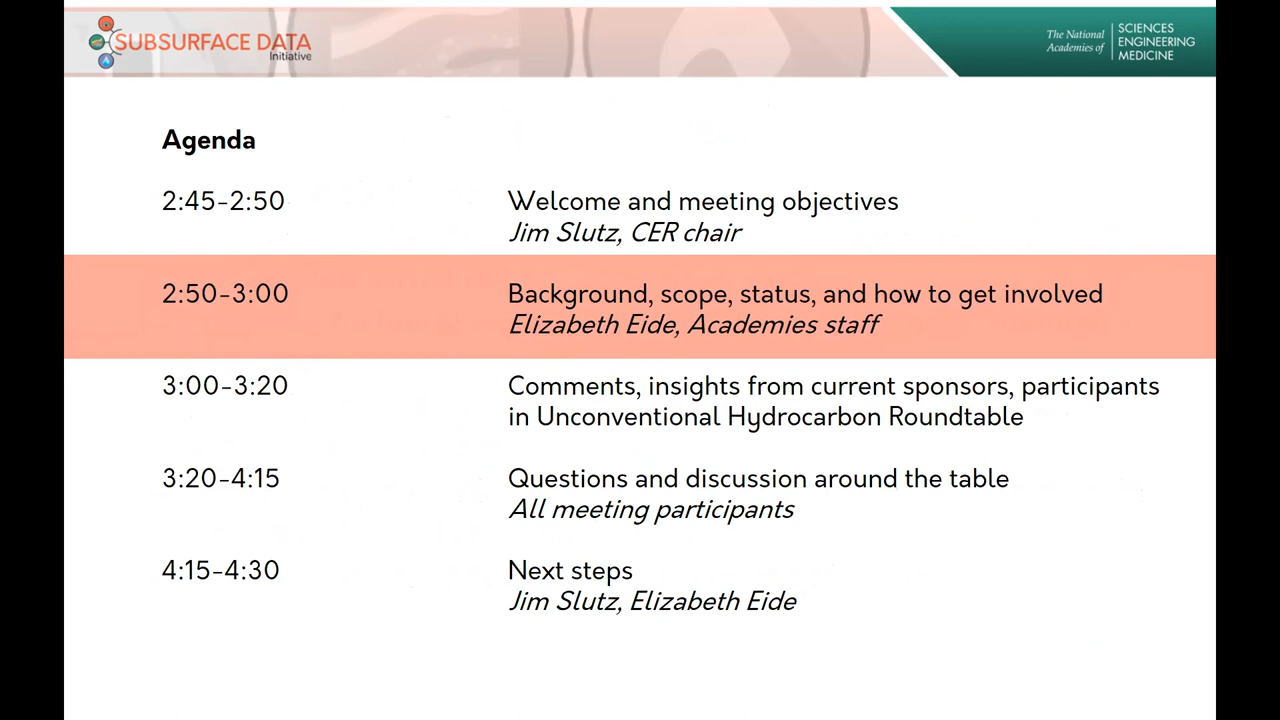 SUBSURFACE DATA
Initiative
The National
Academies of
SCIENCES
ENGINEERING
MEDICINE
Agenda
2:45-2:50 Welcome and meeting objectives
Jim Slutz, CER chair
2:50-3:00 Background, scope, status, and how to get involved
Elizabeth Eide, Academies staff
3:00-3:20 Comments, insights from current sponsors, participants
in Unconventional Hydrocarbon Roundtable
3:20-4:15 Questions and discussion around the table
All meeting participants
4:15-4:30 Next steps
Jim Slutz, Elizabeth Eide